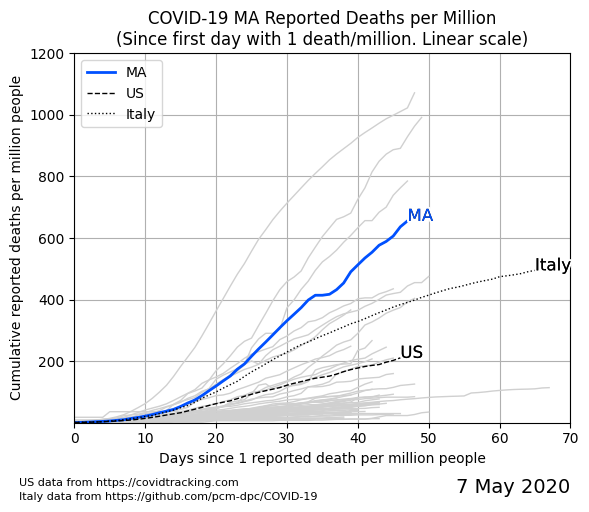 COVID-19 MA Reported Deaths per Million
(Since first day with 1 death/million. Linear scale)
Cumulative reported deaths per million people
1200
1000
800
600
400
200
MA
US
Italy
MA
Italy
US
0 10 20 30 40 50 60 70
Days since 1 reported death per million people
US data from https://covidtracking.com
Italy data from https://github.com/pcm-dpc/COVID-19
7 May 2020